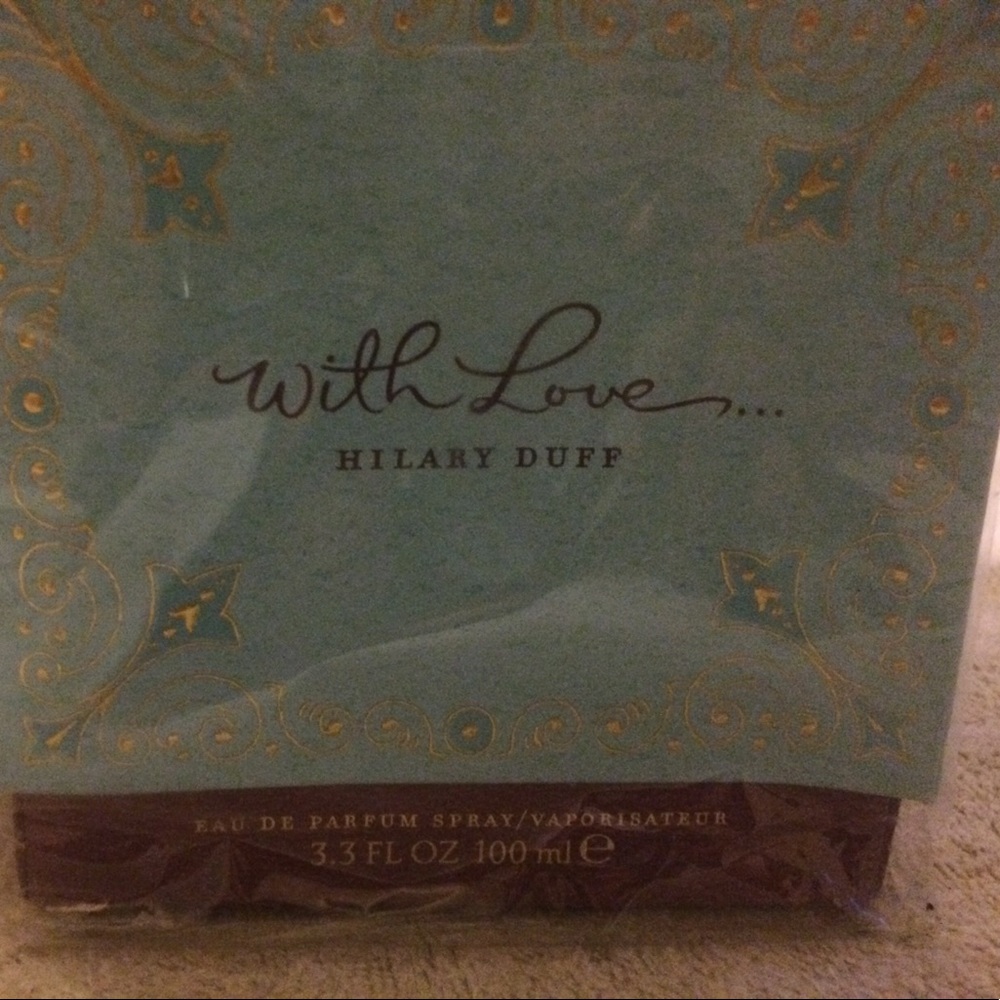 With Love...
HILARY DUFF
EAU DE PARFUM SPRAY/VAPORISATEUR
3.3 FL OZ 100 ml ℮